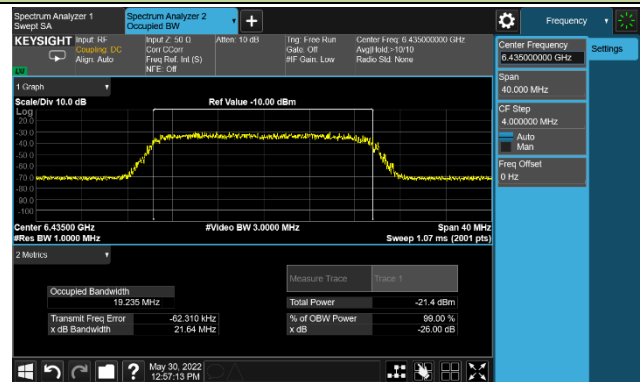 Spectrum Analyzer 1
Swept SA
Spectrum Analyzer 2
Occupied BW
Frequency
KEYSIGHT
Input: RF
Coupling: DC
Align: Auto
Input Z: 50 Ω
Corr CCorr
Freq Ref: Int (S)
NFE: Off
Atten: 10 dB
Trig: Free Run
Gate: Off
#IF Gain: Low
Center Freq: 6.435000000 GHz
Avg|Hold:>10/10
Radio Std: None
Center Frequency
6.435000000 GHz
Settings
Span
40.000 MHz
CF Step
4.000000 MHz
Auto
Man
Freq Offset
0 Hz
1 Graph
Scale/Div 10.0 dB
Ref Value -10.00 dBm
Log
-20.0
-30.0
-40.0
-50.0
-60.0
-70.0
-80.0
-90.0
-100
Center 6.43500 GHz
#Res BW 1.0000 MHz
#Video BW 3.0000 MHz
Span 40 MHz
Sweep 1.07 ms (2001 pts)
2 Metrics
Measure Trace
Trace 1
Occupied Bandwidth
19.235 MHz
Total Power
-21.4 dBm
Transmit Freq Error
-62.310 kHz
% of OBW Power
99.00 %
x dB Bandwidth
21.64 MHz
x dB
-26.00 dB
May 30, 2022
12:57:13 PM